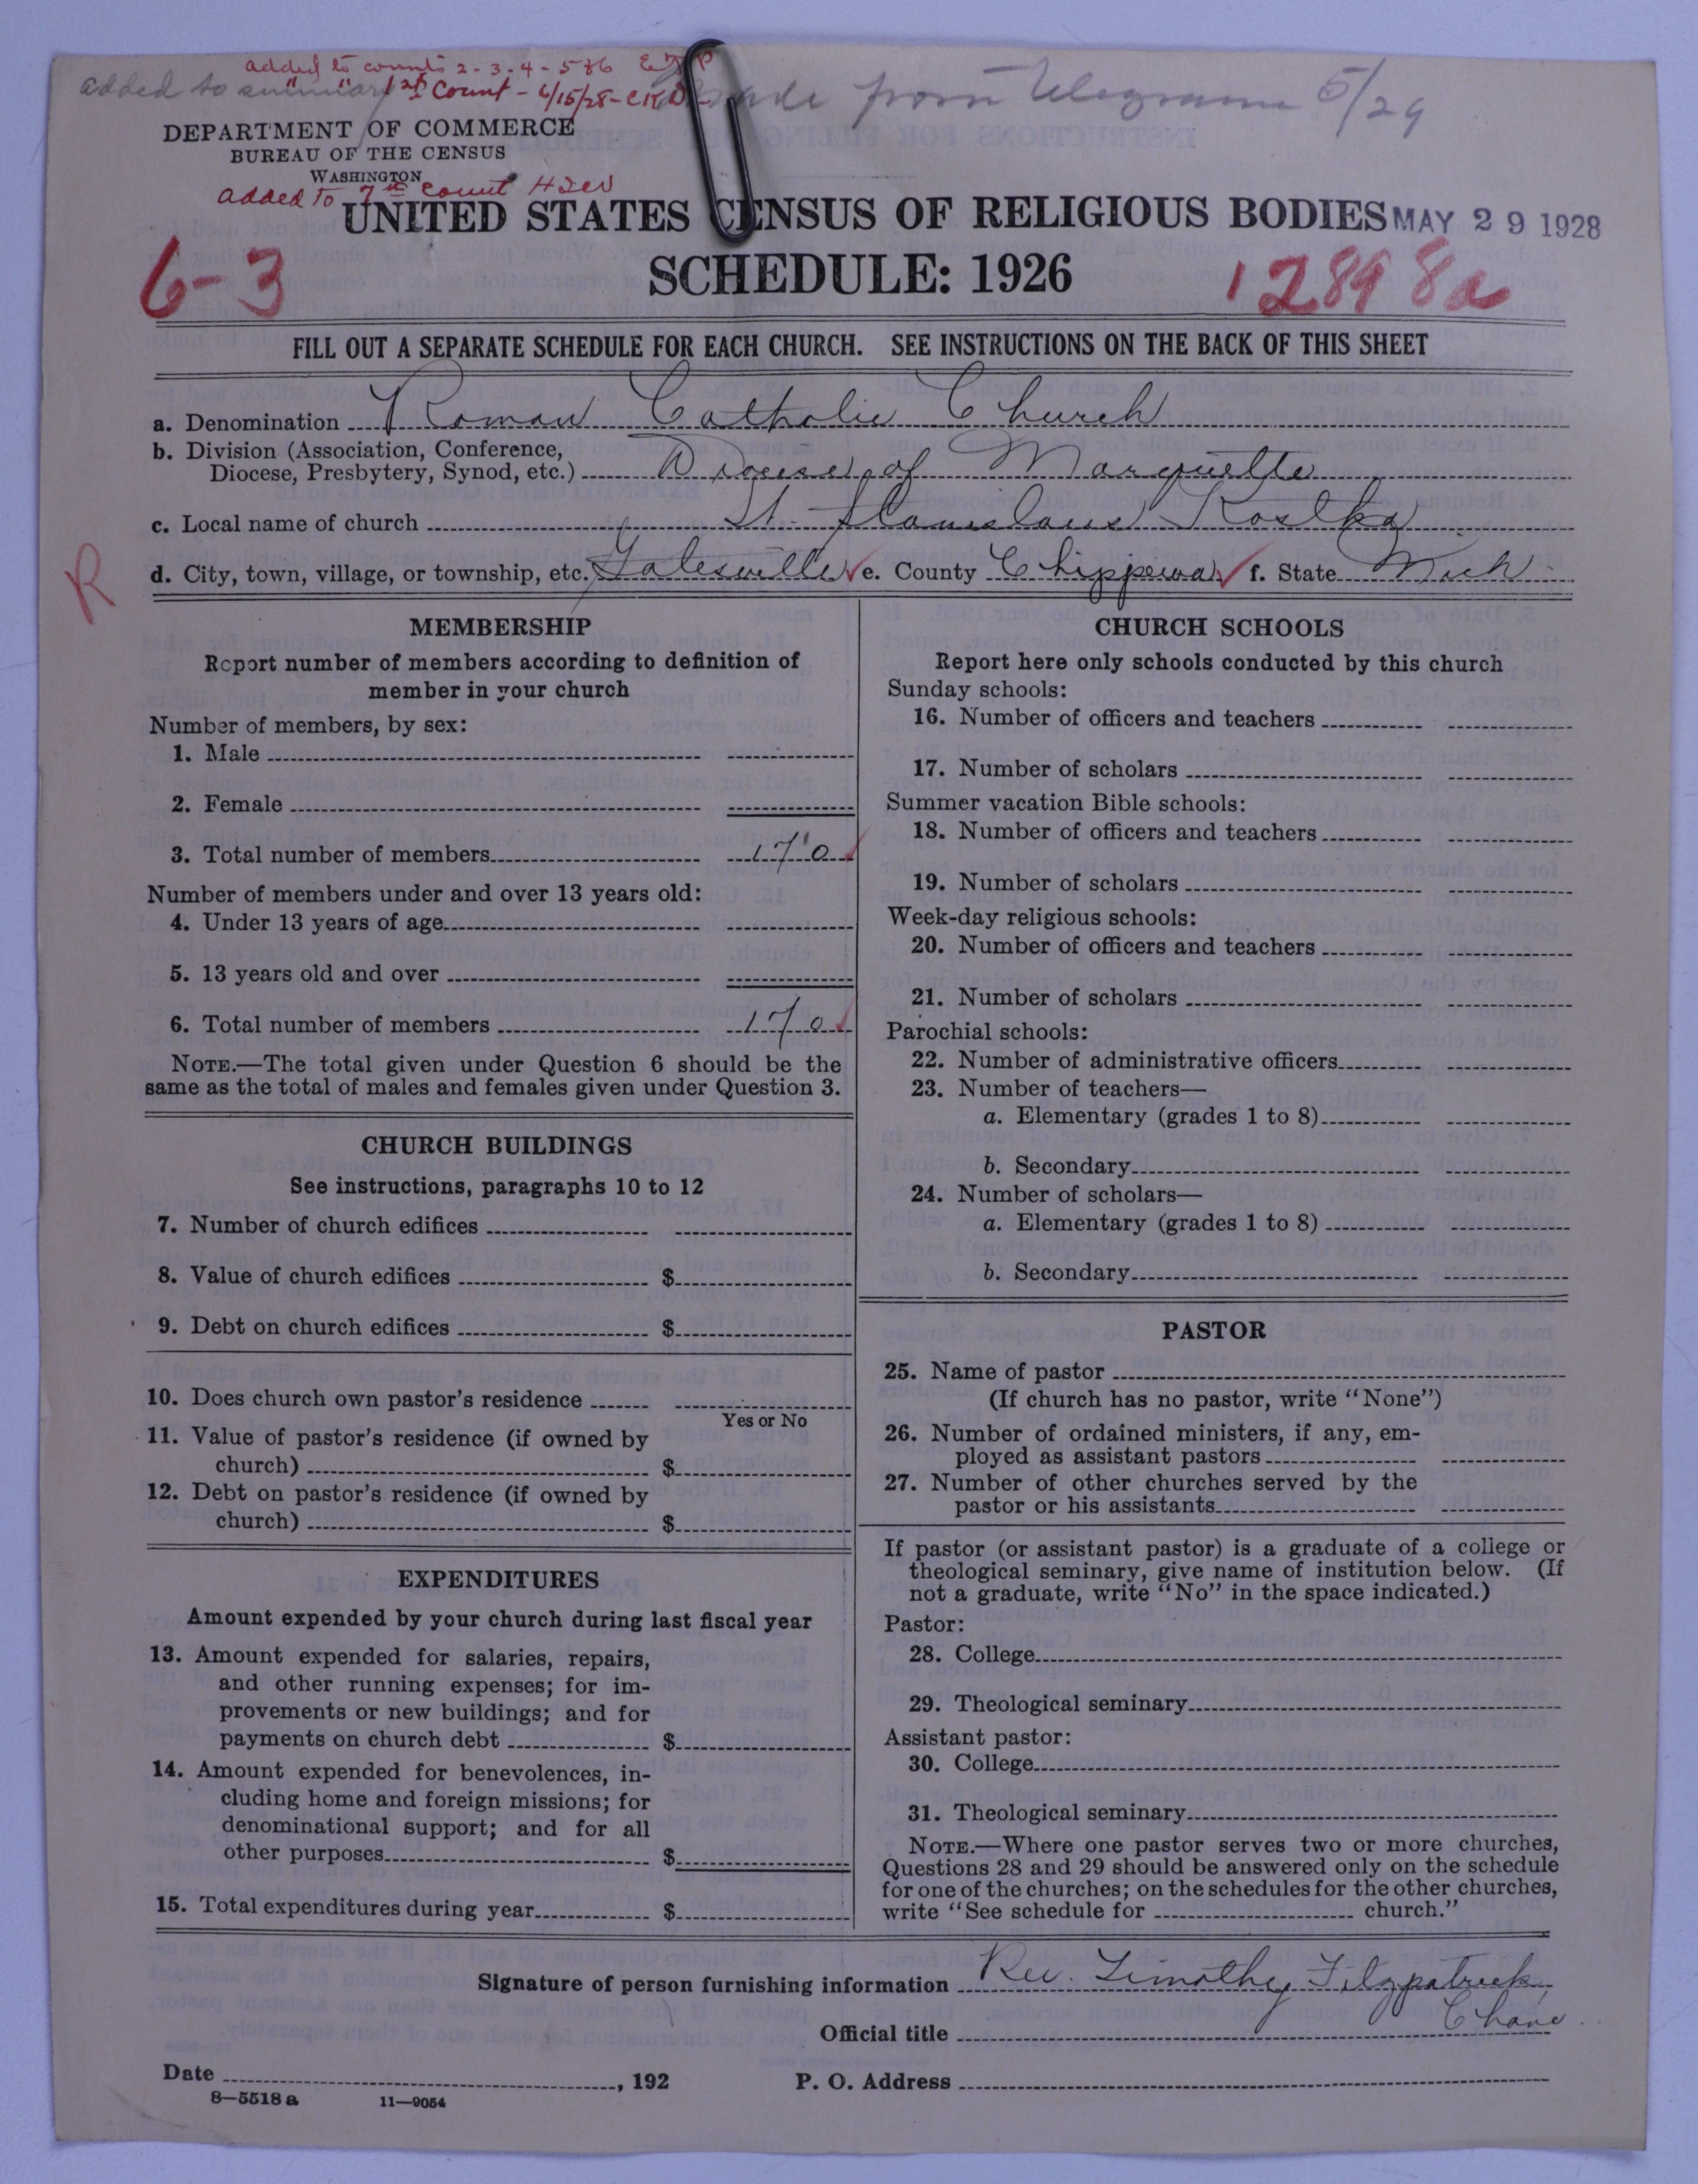 added to counts 2-3-4-5&6 EJP
added to summary 1st Count - 6/15/28 - CKD
made from telegram 5/29
DEPARTMENT OF COMMERCE
BUREAU OF THE CENSUS
WASHINGTON
added to 7th count
UNITED STATES CENSUS OF RELIGIOUS BODIES MAY 29 1928
6-3 SCHEDULE: 1926 12898a
FILL OUT A SEPARATE SCHEDULE FOR EACH CHURCH. SEE INSTRUCTIONS ON THE BACK OF THIS SHEET
a. Denomination Roman Catholic Church
b. Division (Association, Conference,
Diocese, Presbytery, Synod, etc.) Diocese of Marquette
c. Local name of church St. Stanislaus Kostka
R
d. City, town, village, or township, etc. Galesville e. County Chippewa f. State Mich
MEMBERSHIP
Report number of members according to definition of
member in your church
Number of members, by sex:
1. Male
2. Female
3. Total number of members 170
Number of members under and over 13 years old:
4. Under 13 years of age
5. 13 years old and over
6. Total number of members 170
NOTE.—The total given under Question 6 should be the
same as the total of males and females given under Question 3.
CHURCH BUILDINGS
See instructions, paragraphs 10 to 12
7. Number of church edifices
8. Value of church edifices $
9. Debt on church edifices $
10. Does church own pastor's residence
Yes or No
11. Value of pastor's residence (if owned by
church) $
12. Debt on pastor's residence (if owned by
church) $
EXPENDITURES
Amount expended by your church during last fiscal year
13. Amount expended for salaries, repairs,
and other running expenses; for im-
provements or new buildings; and for
payments on church debt $
14. Amount expended for benevolences, in-
cluding home and foreign missions; for
denominational support; and for all
other purposes $
15. Total expenditures during year $
CHURCH SCHOOLS
Report here only schools conducted by this church
Sunday schools:
16. Number of officers and teachers
17. Number of scholars
Summer vacation Bible schools:
18. Number of officers and teachers
19. Number of scholars
Week-day religious schools:
20. Number of officers and teachers
21. Number of scholars
Parochial schools:
22. Number of administrative officers
23. Number of teachers—
a. Elementary (grades 1 to 8)
b. Secondary
24. Number of scholars—
a. Elementary (grades 1 to 8)
b. Secondary
PASTOR
25. Name of pastor
(If church has no pastor, write "None")
26. Number of ordained ministers, if any, em-
ployed as assistant pastors
27. Number of other churches served by the
pastor or his assistants
If pastor (or assistant pastor) is a graduate of a college or
theological seminary, give name of institution below. (If
not a graduate, write "No" in the space indicated.)
Pastor:
28. College
29. Theological seminary
Assistant pastor:
30. College
31. Theological seminary
NOTE.—Where one pastor serves two or more churches,
Questions 28 and 29 should be answered only on the schedule
for one of the churches; on the schedules for the other churches,
write "See schedule for church."
Signature of person furnishing information Rev. Timothy Fitzpatrick
Official title Chanc
Date , 192 P. O. Address
8—5518 a 11—9054